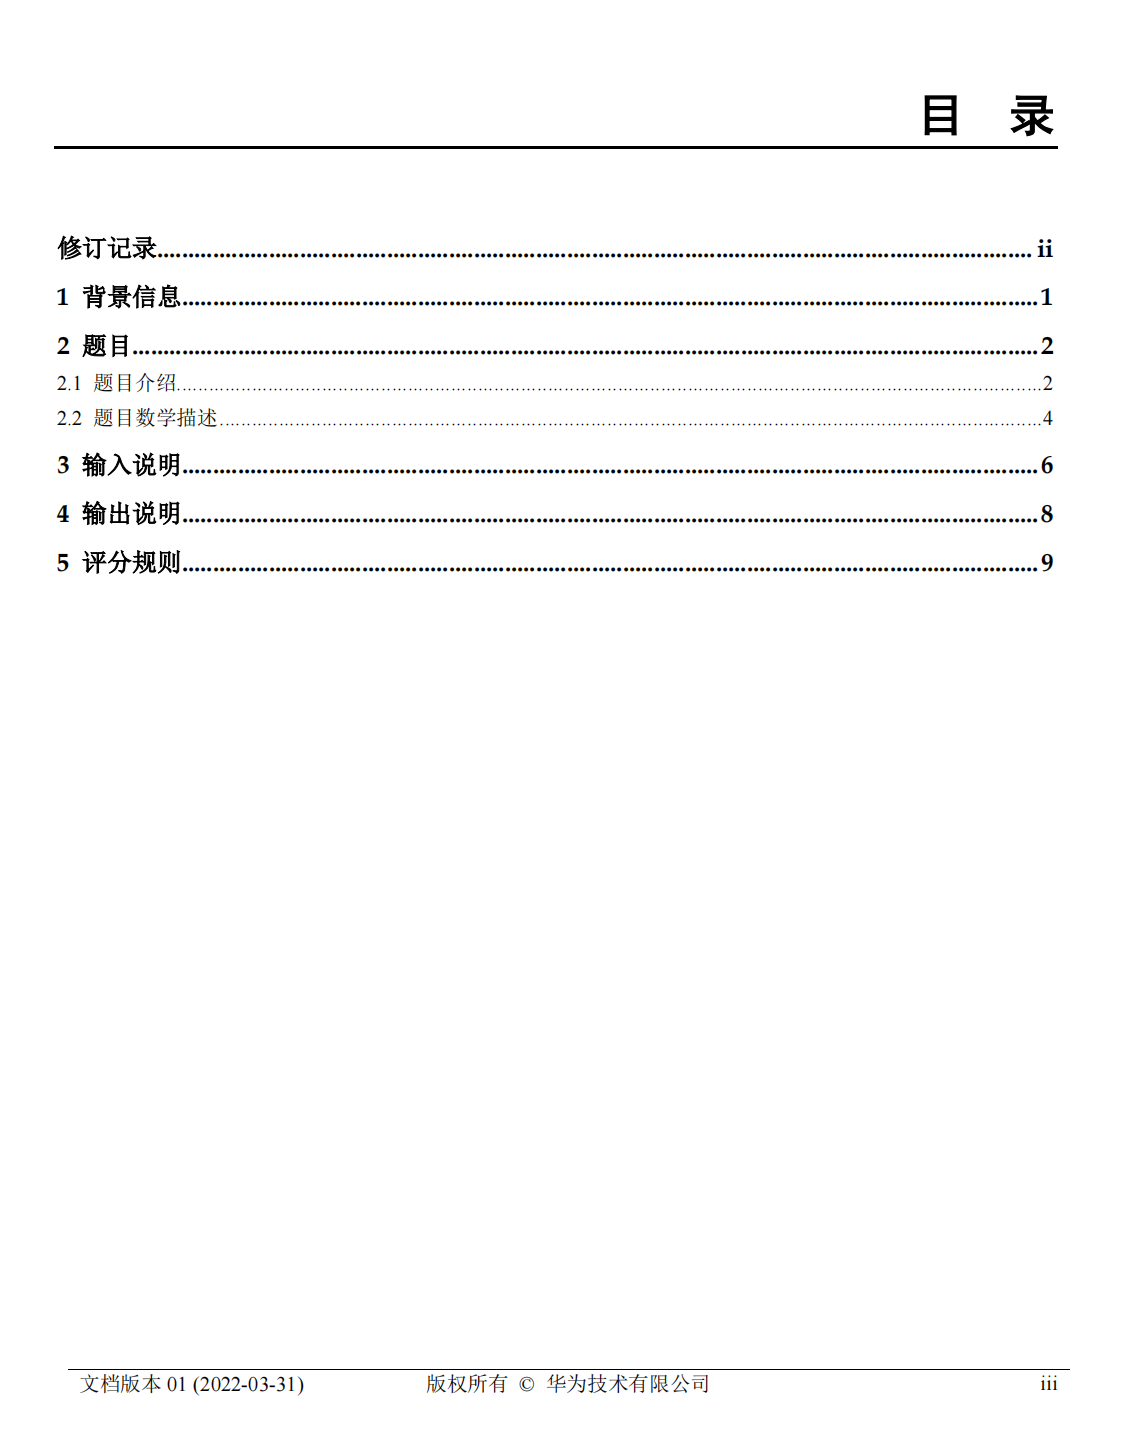 目 录
修订记录 ii
1 背景信息 1
2 题目 2
2.1 题目介绍 2
2.2 题目数学描述 4
3 输入说明 6
4 输出说明 8
5 评分规则 9
文档版本 01 (2022-03-31) 版权所有 © 华为技术有限公司 iii